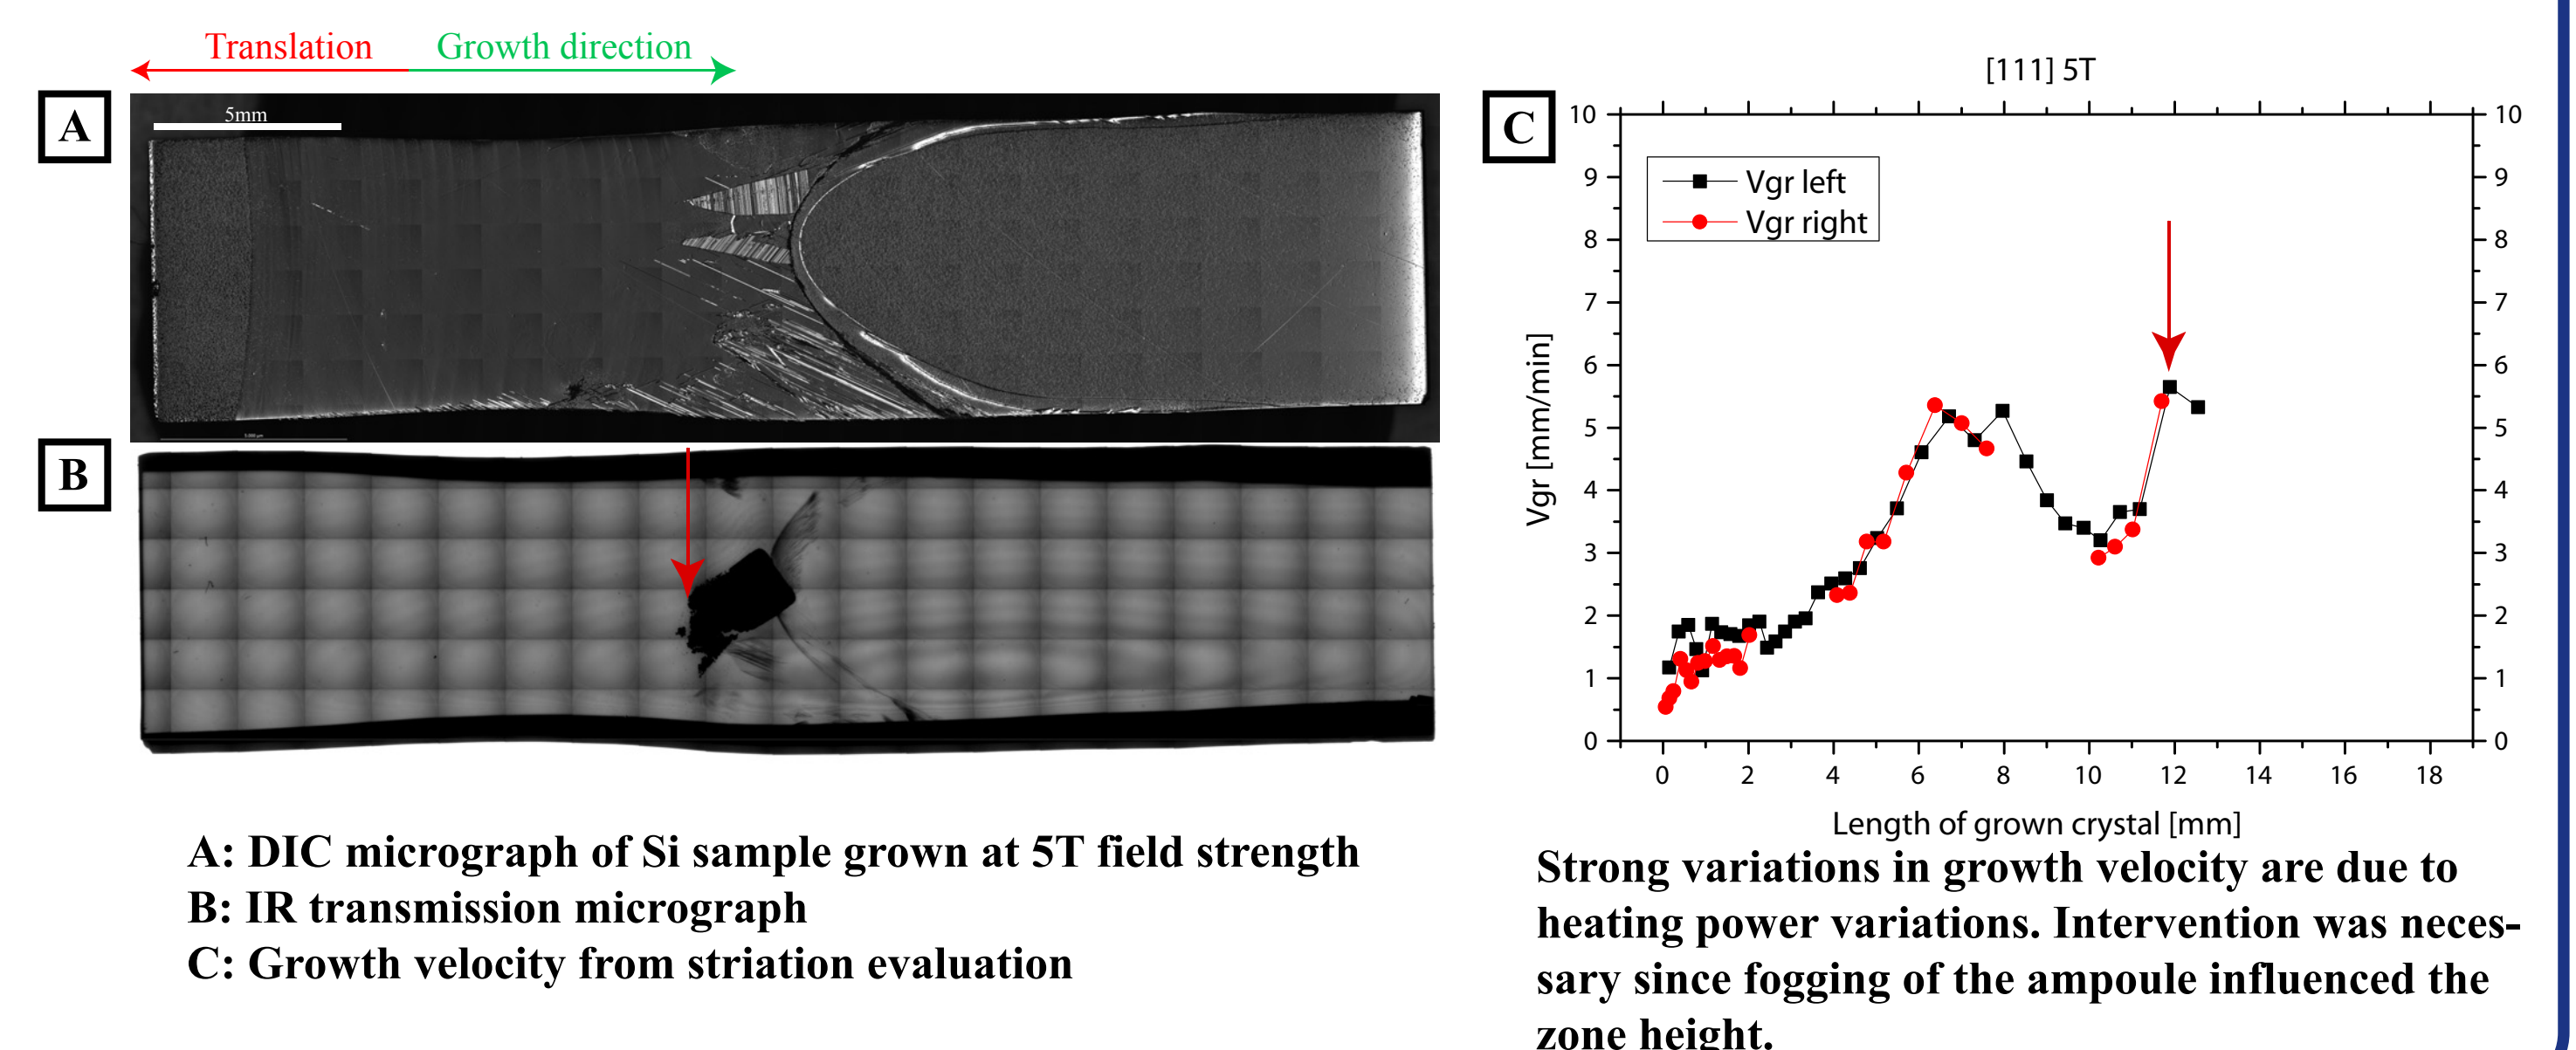 Translation Growth direction
A
5mm
5.000 µm
B
A: DIC micrograph of Si sample grown at 5T field strength
B: IR transmission micrograph
C: Growth velocity from striation evaluation
C
[111] 5T
Vgr left
Vgr right
Vgr [mm/min]
10
9
8
7
6
5
4
3
2
1
0
10
9
8
7
6
5
4
3
2
1
0
0 2 4 6 8 10 12 14 16 18
Length of grown crystal [mm]
Strong variations in growth velocity are due to
heating power variations. Intervention was neces-
sary since fogging of the ampoule influenced the
zone height.